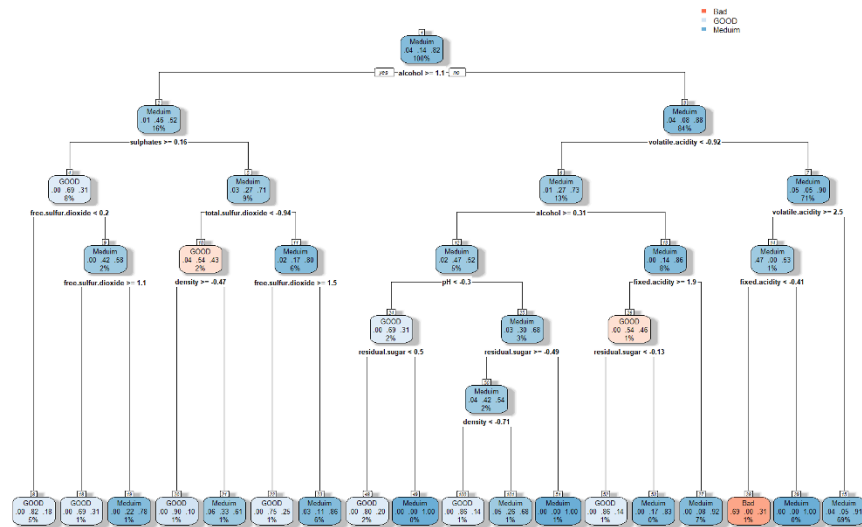 Bad
GOOD
Meduim
Meduim
.04 .14 .82
100%
yes alcohol >= 1.1 no
Meduim
.01 .46 .52
16%
sulphates >= 0.16
Meduim
.04 .08 .88
84%
volatile.acidity < -0.92
GOOD
.00 .69 .31
8%
free.sulfur.dioxide < 0.2
Meduim
.03 .27 .71
9%
total.sulfur.dioxide < -0.94
Meduim
.01 .27 .73
13%
alcohol >= 0.31
Meduim
.05 .05 .90
71%
volatile.acidity >= 2.5
Meduim
.00 .42 .58
2%
free.sulfur.dioxide >= 1.1
GOOD
.04 .54 .43
2%
density >= -0.47
Meduim
.02 .17 .80
6%
free.sulfur.dioxide >= 1.5
Meduim
.02 .47 .52
5%
pH < -0.3
Meduim
.00 .14 .86
8%
fixed.acidity >= 1.9
Meduim
.47 .00 .53
1%
fixed.acidity < -0.41
GOOD
.00 .69 .31
2%
residual.sugar < 0.5
Meduim
.03 .30 .68
3%
residual.sugar >= -0.49
GOOD
.00 .54 .46
1%
residual.sugar < -0.13
Meduim
.04 .42 .54
2%
density < -0.71
GOOD
.00 .82 .18
5%
GOOD
.00 .69 .31
1%
Meduim
.00 .22 .78
1%
GOOD
.00 .90 .10
1%
Meduim
.06 .33 .61
1%
GOOD
.00 .75 .25
1%
Meduim
.03 .11 .86
5%
GOOD
.00 .80 .20
2%
Meduim
.00 .00 1.00
0%
GOOD
.00 .86 .14
1%
Meduim
.05 .25 .68
1%
Meduim
.00 .00 1.00
1%
GOOD
.00 .86 .14
1%
Meduim
.00 .17 .83
0%
Meduim
.00 .08 .92
7%
Bad
.69 .00 .31
1%
Meduim
.00 .00 1.00
0%
Meduim
.04 .05 .91
69%